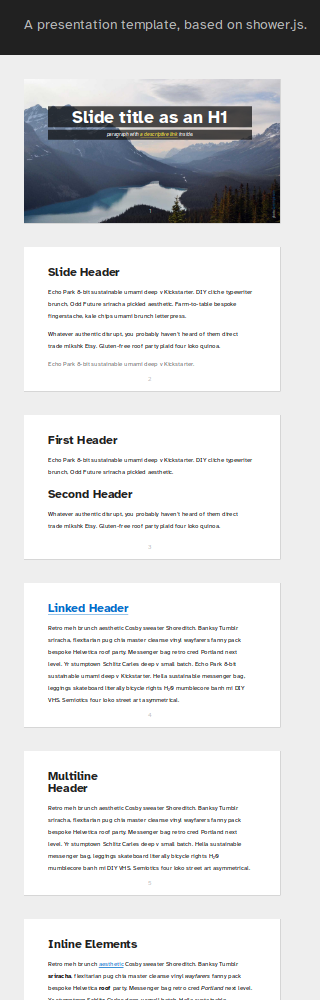 A presentation template, based on shower.js.
Slide title as an H1
paragraph with a descriptive link inside
1
Slide Header
Echo Park 8-bit sustainable umami deep v Kickstarter. DIY cliche typewriter
brunch. Odd Future sriracha pickled aesthetic. Farm-to-table bespoke
fingerstache, kale chips umami brunch letterpress.
Whatever authentic disrupt, you probably haven't heard of them direct
trade mlkshk Etsy. Gluten-free roof party plaid four loko quinoa.
Echo Park 8-bit sustainable umami deep v Kickstarter.
2
First Header
Echo Park 8-bit sustainable umami deep v Kickstarter. DIY cliche typewriter
brunch. Odd Future sriracha pickled aesthetic.
Second Header
Whatever authentic disrupt, you probably haven't heard of them direct
trade mlkshk Etsy. Gluten-free roof party plaid four loko quinoa.
3
Linked Header
Retro meh brunch aesthetic Cosby sweater Shoreditch. Banksy Tumblr
sriracha, flexitarian pug chia master cleanse vinyl wayfarers fanny pack
bespoke Helvetica roof party. Messenger bag retro cred Portland next
level. Yr stumptown Schlitz Carles deep v small batch. Echo Park 8-bit
sustainable umami deep v Kickstarter. Hella sustainable messenger bag,
leggings skateboard literally bicycle rights H₂0 mumblecore banh mi DIY
VHS. Semiotics four loko street art asymmetrical.
4
Multiline
Header
Retro meh brunch aesthetic Cosby sweater Shoreditch. Banksy Tumblr
sriracha, flexitarian pug chia master cleanse vinyl wayfarers fanny pack
bespoke Helvetica roof party. Messenger bag retro cred Portland next
level. Yr stumptown Schlitz Carles deep v small batch. Hella sustainable
messenger bag, leggings skateboard literally bicycle rights H₂0
mumblecore banh mi DIY VHS. Semiotics four loko street art asymmetrical.
5
Inline Elements
Retro meh brunch aesthetic Cosby sweater Shoreditch. Banksy Tumblr
sriracha, flexitarian pug chia master cleanse vinyl wayfarers fanny pack
bespoke Helvetica roof party. Messenger bag retro cred Portland next level.